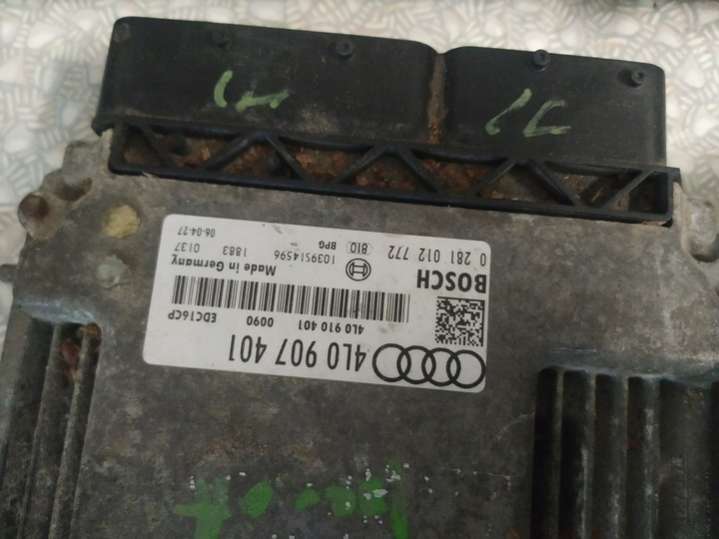 4L0 907 401
4L0 910 401 0090 EDC16CP
BOSCH
Made in Germany
0 281 012 772 810 1039S14596 1883 0137
BPG 06-04-27